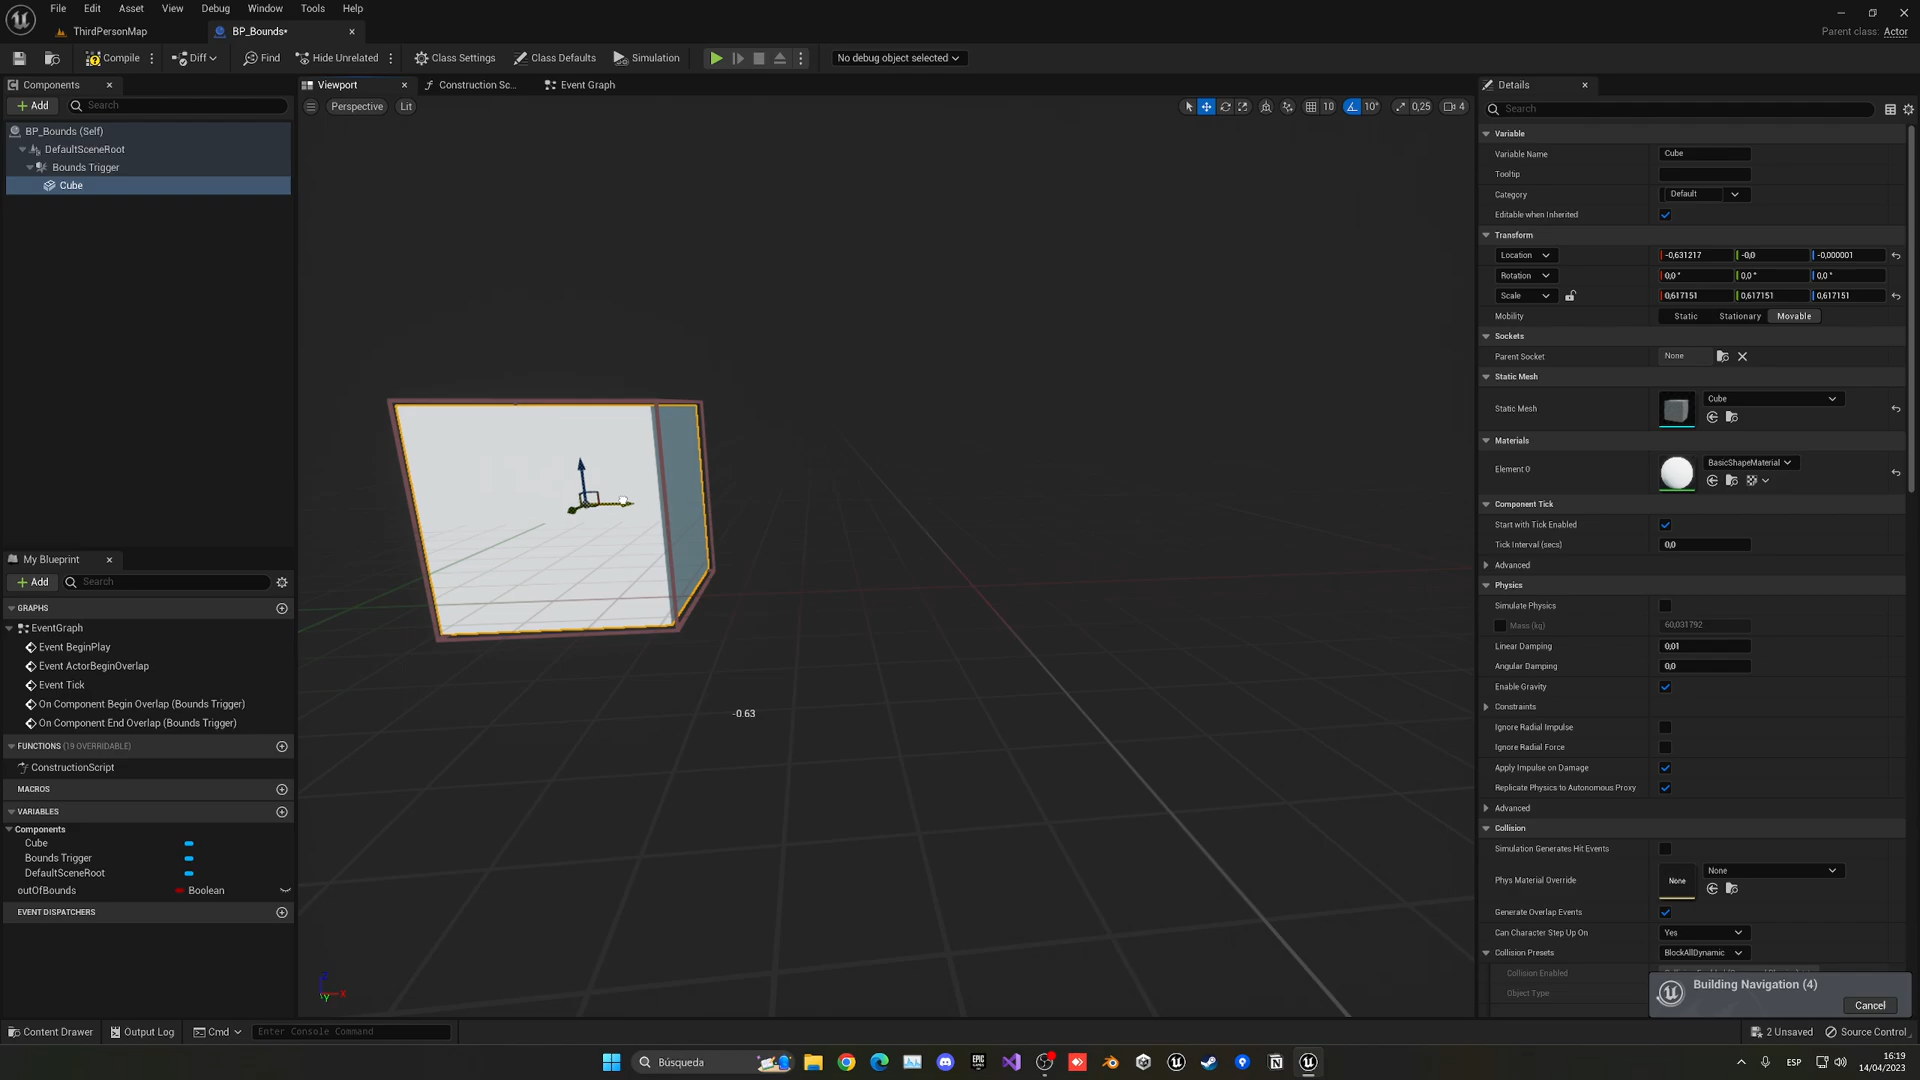 File Edit Asset View Debug Window Tools Help
ThirdPersonMap
BP_Bounds*
Parent class: Actor
Compile
Diff
Find
Hide Unrelated
Class Settings
Class Defaults
Simulation
No debug object selected
Components
Add
Search
BP_Bounds (Self)
DefaultSceneRoot
Bounds Trigger
Cube
Viewport
Construction Sc...
Event Graph
Perspective
Lit
10
10°
0,25
4
-0.63
My Blueprint
Add
Search
GRAPHS
EventGraph
Event BeginPlay
Event ActorBeginOverlap
Event Tick
On Component Begin Overlap (Bounds Trigger)
On Component End Overlap (Bounds Trigger)
FUNCTIONS (19 OVERRIDABLE)
ConstructionScript
MACROS
VARIABLES
Components
Cube
Bounds Trigger
DefaultSceneRoot
outOfBounds Boolean
EVENT DISPATCHERS
Details
Search
Variable
Variable Name Cube
Tooltip
Category Default
Editable when Inherited
Transform
Location -0,631217 -0,0 -0,000001
Rotation 0,0 ° 0,0 ° 0,0 °
Scale 0,617151 0,617151 0,617151
Mobility Static Stationary Movable
Sockets
Parent Socket None
Static Mesh
Static Mesh Cube
Materials
Element 0 BasicShapeMaterial
Component Tick
Start with Tick Enabled
Tick Interval (secs) 0,0
Advanced
Physics
Simulate Physics
Mass (kg) 60,031792
Linear Damping 0,01
Angular Damping 0,0
Enable Gravity
Constraints
Ignore Radial Impulse
Ignore Radial Force
Apply Impulse on Damage
Replicate Physics to Autonomous Proxy
Advanced
Collision
Simulation Generates Hit Events
Phys Material Override None None
Generate Overlap Events
Can Character Step Up On Yes
Collision Presets BlockAllDynamic
Collision Enabled
Object Type
Building Navigation (4)
Cancel
Z
X
Y
Content Drawer
Output Log
Cmd
Enter Console Command
2 Unsaved
Source Control
Búsqueda
ESP
16:19
14/04/2023